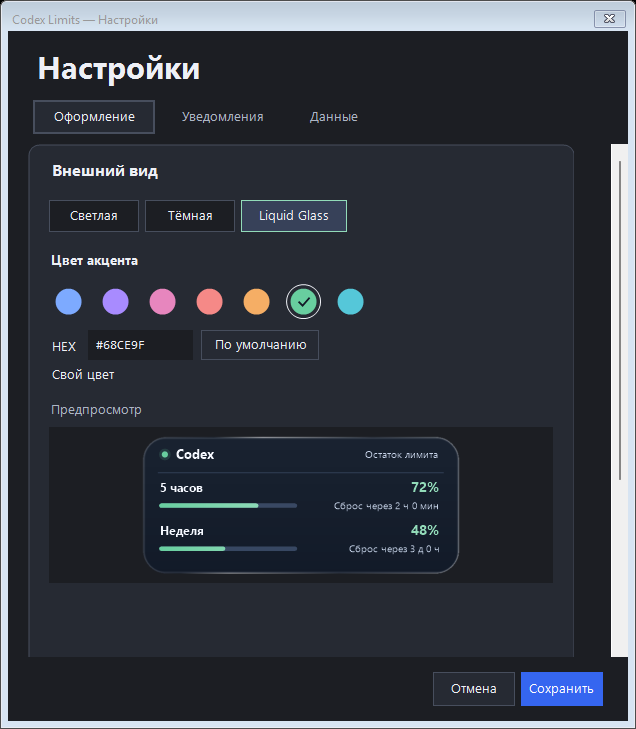 Codex Limits — Настройки
Настройки
Оформление Уведомления Данные
Внешний вид
Светлая Тёмная Liquid Glass
Цвет акцента
HEX #68CE9F По умолчанию
Свой цвет
Предпросмотр
Codex Остаток лимита
5 часов 72%
Сброс через 2 ч 0 мин
Неделя 48%
Сброс через 3 д 0 ч
Отмена Сохранить